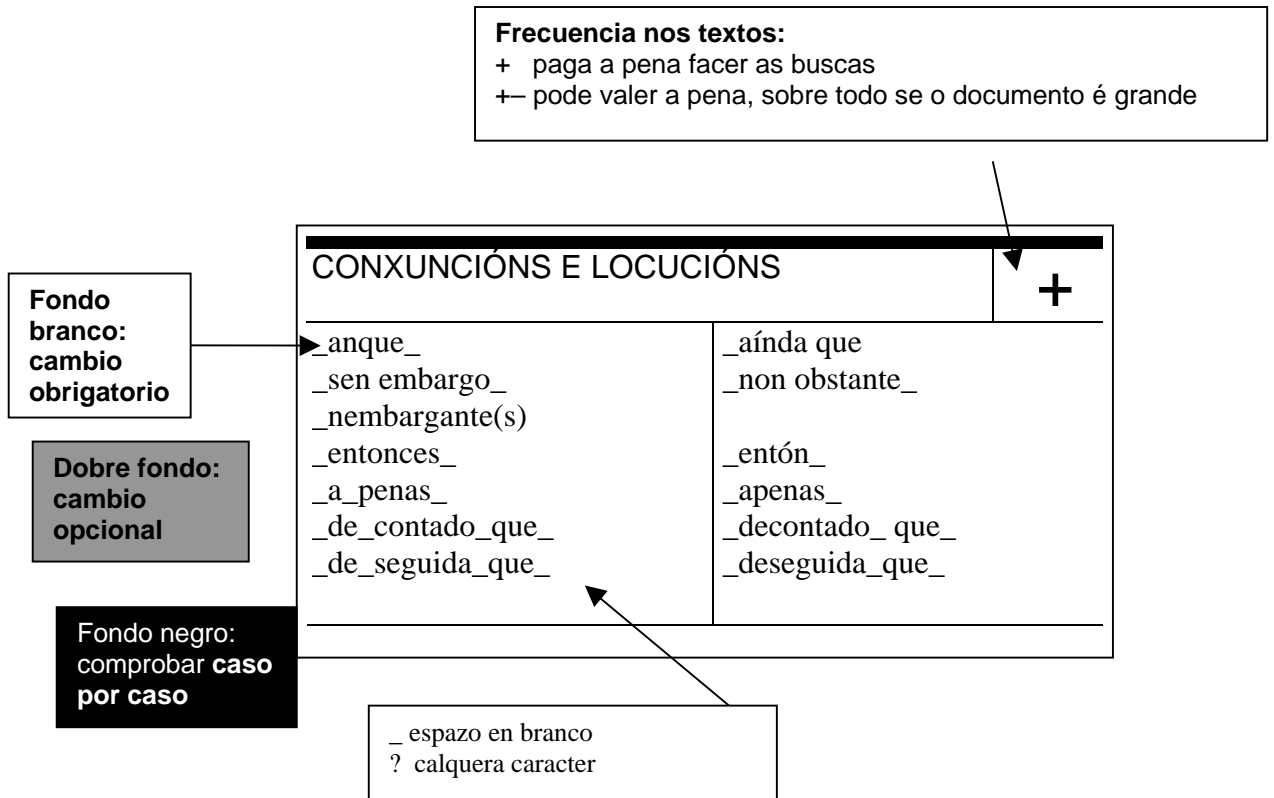 Frecuencia nos textos:
+ paga a pena facer as buscas
+– pode valer a pena, sobre todo se o documento é grande
CONXUNCIÓNS E LOCUCIÓNS
+
Fondo
branco:
cambio
obrigatorio
_anque_
_sen embargo_
_nembargante(s)
_entonces_
_a_penas_
_de_contado_que_
_de_seguida_que_
_aínda que
_non obstante_
_entón_
_apenas_
_decontado_ que_
_deseguida_que_
Dobre fondo:
cambio
opcional
Fondo negro:
comprobar caso
por caso
_ espazo en branco
? calquera caracter